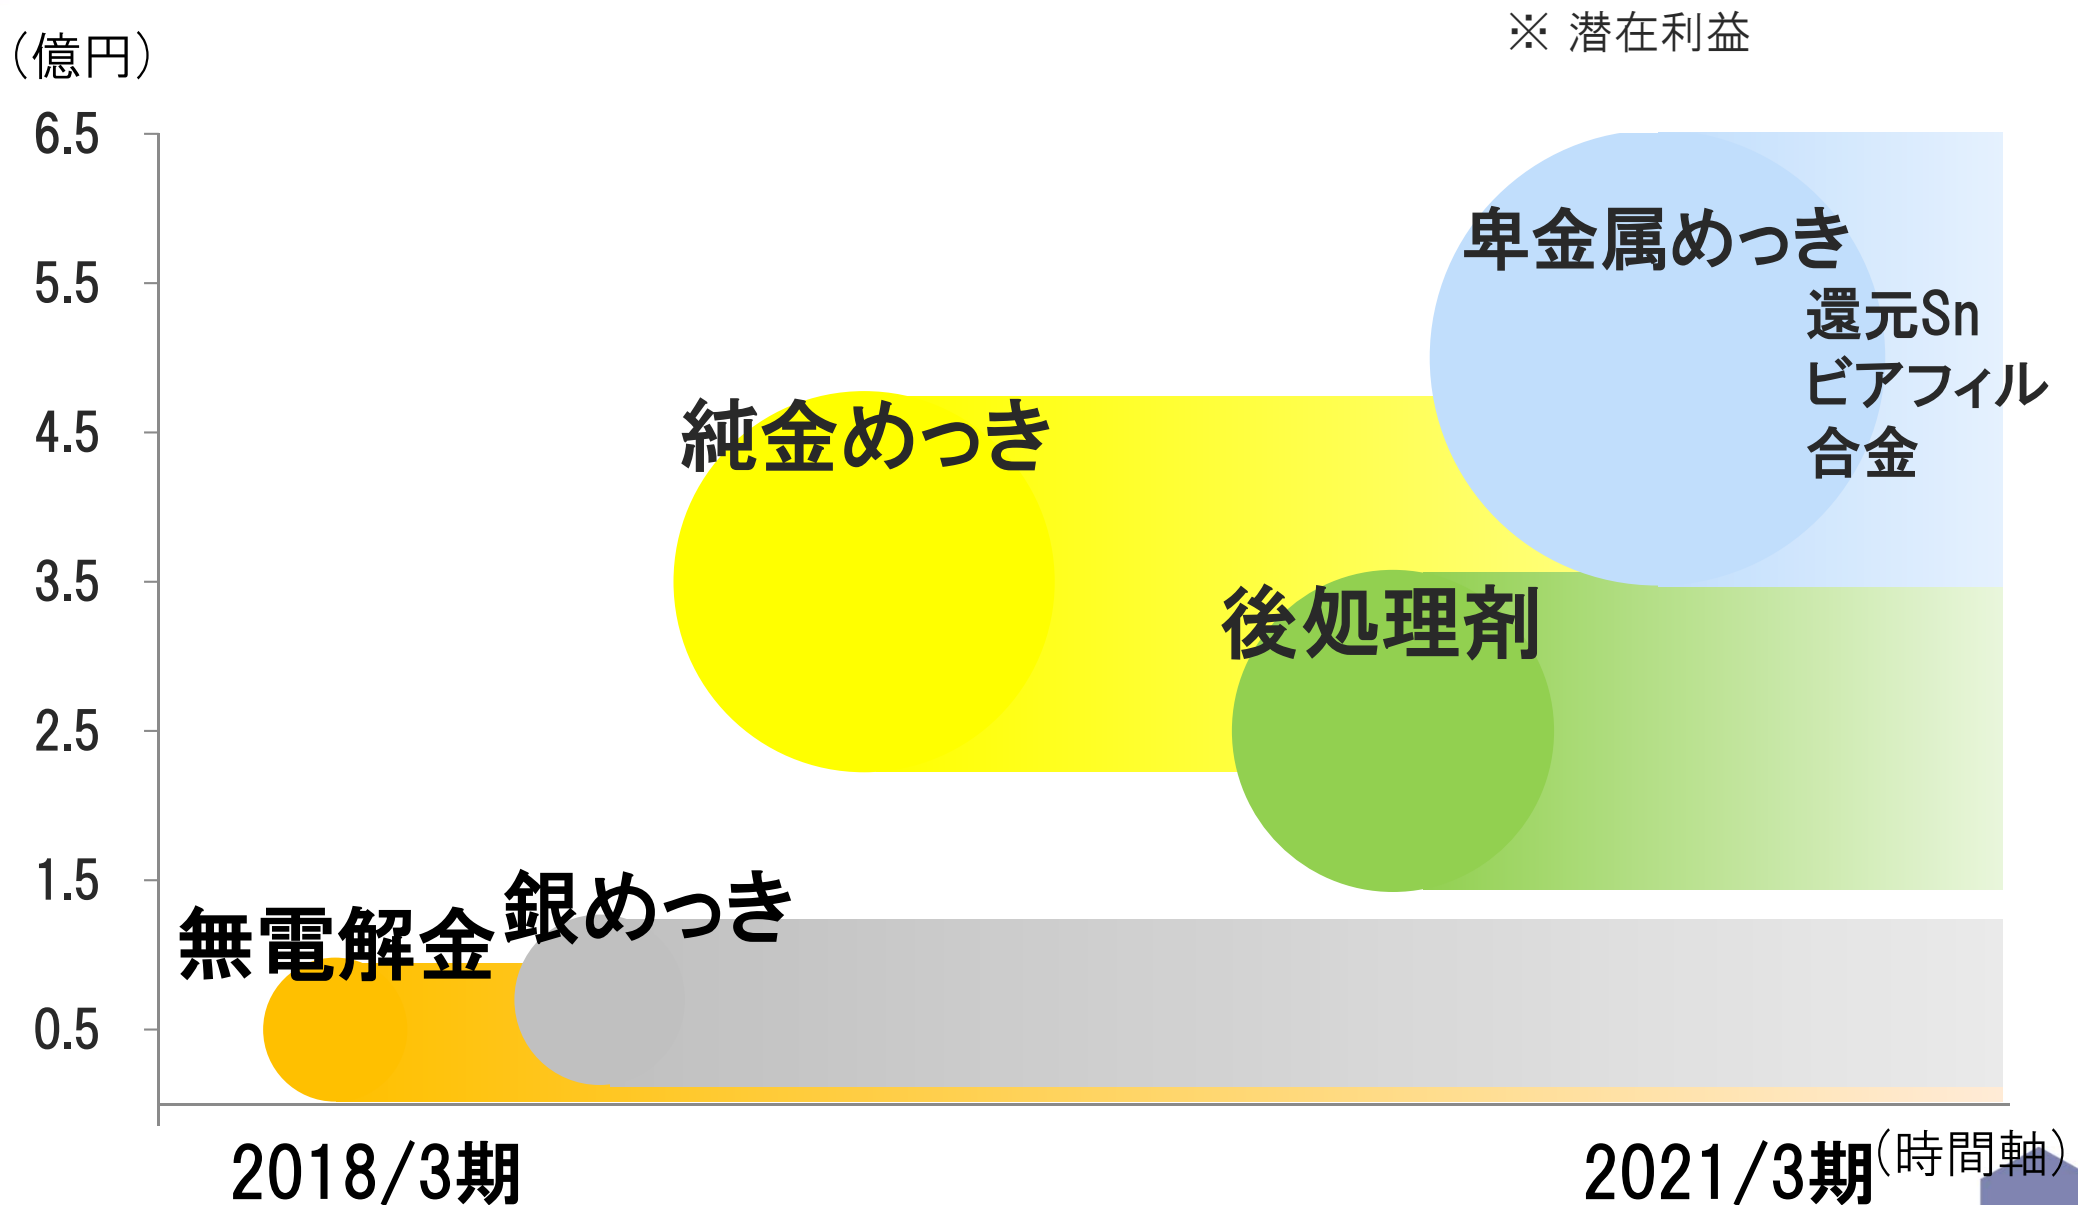 ※ 潜在利益
(億円)
6.5
5.5
4.5
3.5
2.5
1.5
0.5
卑金属めっき
還元Sn
ビアフィル
合金
純金めっき
後処理剤
銀めっき
無電解金
2018/3期
2021/3期
(時間軸)